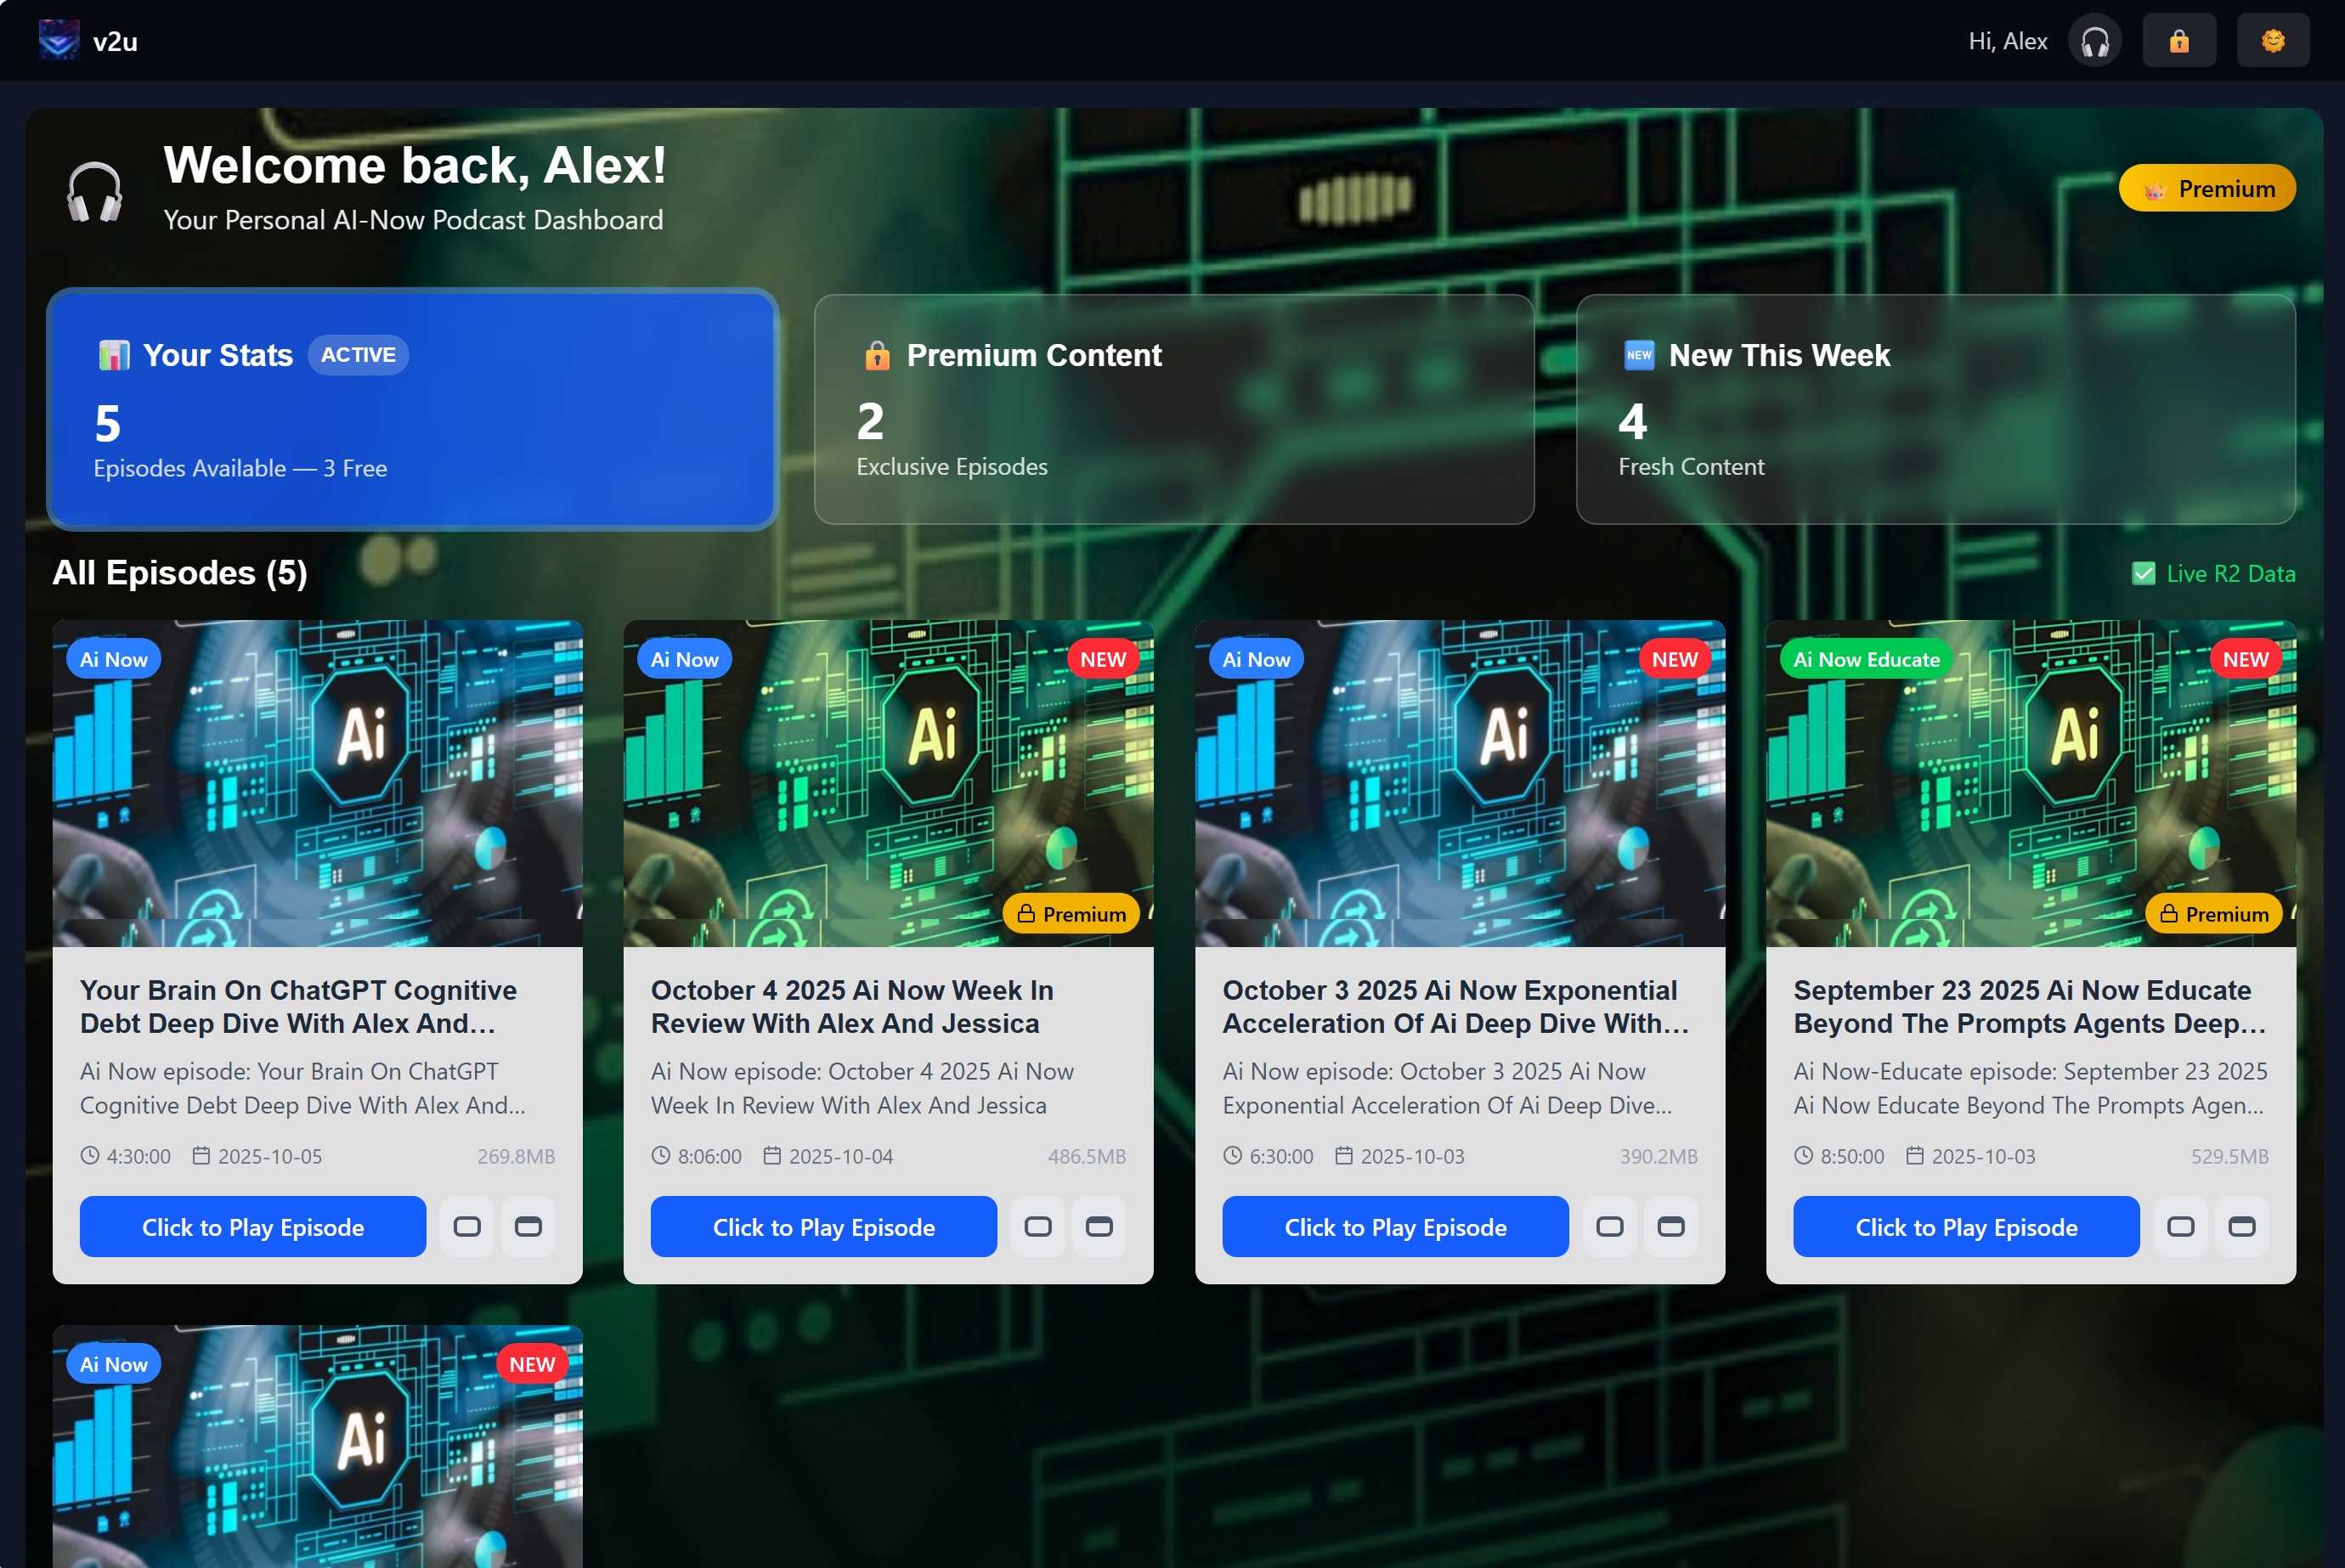 v2u
Hi, Alex
Welcome back, Alex!
Your Personal AI-Now Podcast Dashboard
Premium
Your Stats ACTIVE
5
Episodes Available — 3 Free
Premium Content
2
Exclusive Episodes
NEW New This Week
4
Fresh Content
All Episodes (5)
Live R2 Data
Ai Now
Ai
Your Brain On ChatGPT Cognitive
Debt Deep Dive With Alex And...
Ai Now episode: Your Brain On ChatGPT
Cognitive Debt Deep Dive With Alex And...
4:30:00 2025-10-05 269.8MB
Click to Play Episode
Ai Now NEW
Ai
Premium
October 4 2025 Ai Now Week In
Review With Alex And Jessica
Ai Now episode: October 4 2025 Ai Now
Week In Review With Alex And Jessica
8:06:00 2025-10-04 486.5MB
Click to Play Episode
Ai Now NEW
Ai
October 3 2025 Ai Now Exponential
Acceleration Of Ai Deep Dive With...
Ai Now episode: October 3 2025 Ai Now
Exponential Acceleration Of Ai Deep Dive...
6:30:00 2025-10-03 390.2MB
Click to Play Episode
Ai Now Educate NEW
Ai
Premium
September 23 2025 Ai Now Educate
Beyond The Prompts Agents Deep...
Ai Now-Educate episode: September 23 2025
Ai Now Educate Beyond The Prompts Agen...
8:50:00 2025-10-03 529.5MB
Click to Play Episode
Ai Now NEW
Ai